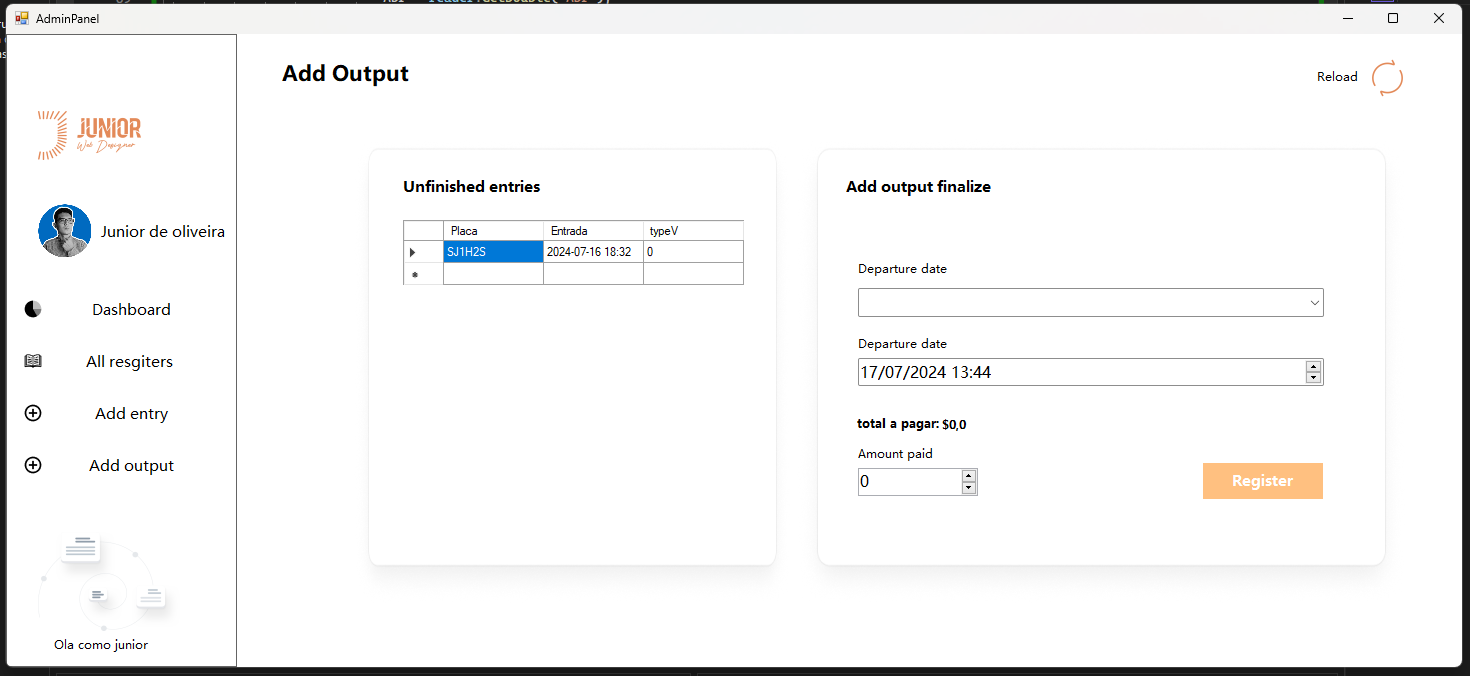 AdminPanel
Add Output
Reload
JUNIOR
Web Designer
Junior de oliveira
Dashboard
All resgiters
Add entry
Add output
Ola como junior
Unfinished entries
Placa Entrada typeV
SJ1H2S 2024-07-16 18:32 0
Add output finalize
Departure date
Departure date
17/07/2024 13:44
total a pagar: $0,0
Amount paid
0
Register